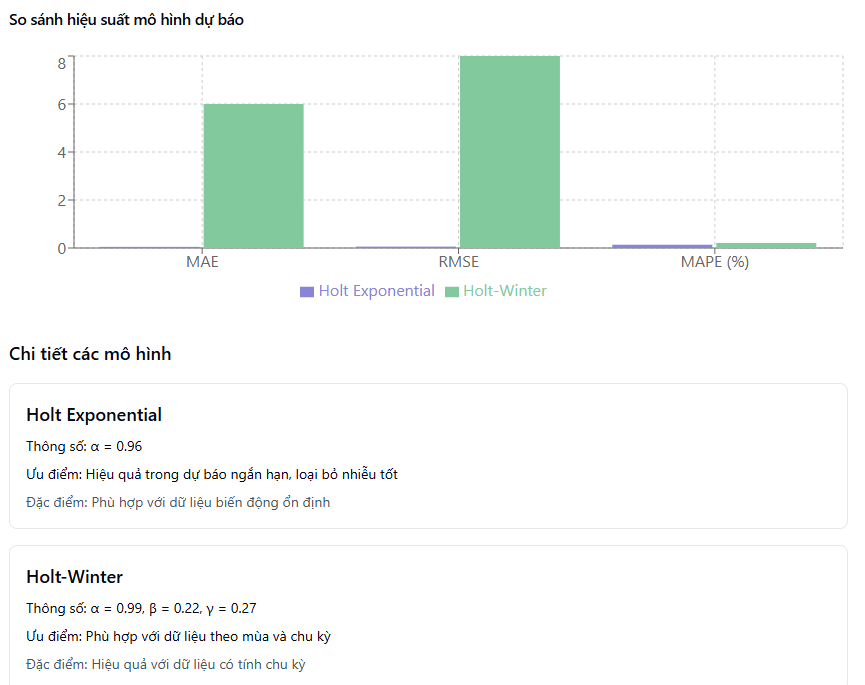 So sánh hiệu suất mô hình dự báo
8
6
4
2
0
MAE RMSE MAPE (%)
Holt Exponential Holt-Winter
Chi tiết các mô hình
Holt Exponential
Thông số: α = 0.96
Ưu điểm: Hiệu quả trong dự báo ngắn hạn, loại bỏ nhiễu tốt
Đặc điểm: Phù hợp với dữ liệu biến động ổn định
Holt-Winter
Thông số: α = 0.99, β = 0.22, γ = 0.27
Ưu điểm: Phù hợp với dữ liệu theo mùa và chu kỳ
Đặc điểm: Hiệu quả với dữ liệu có tính chu kỳ